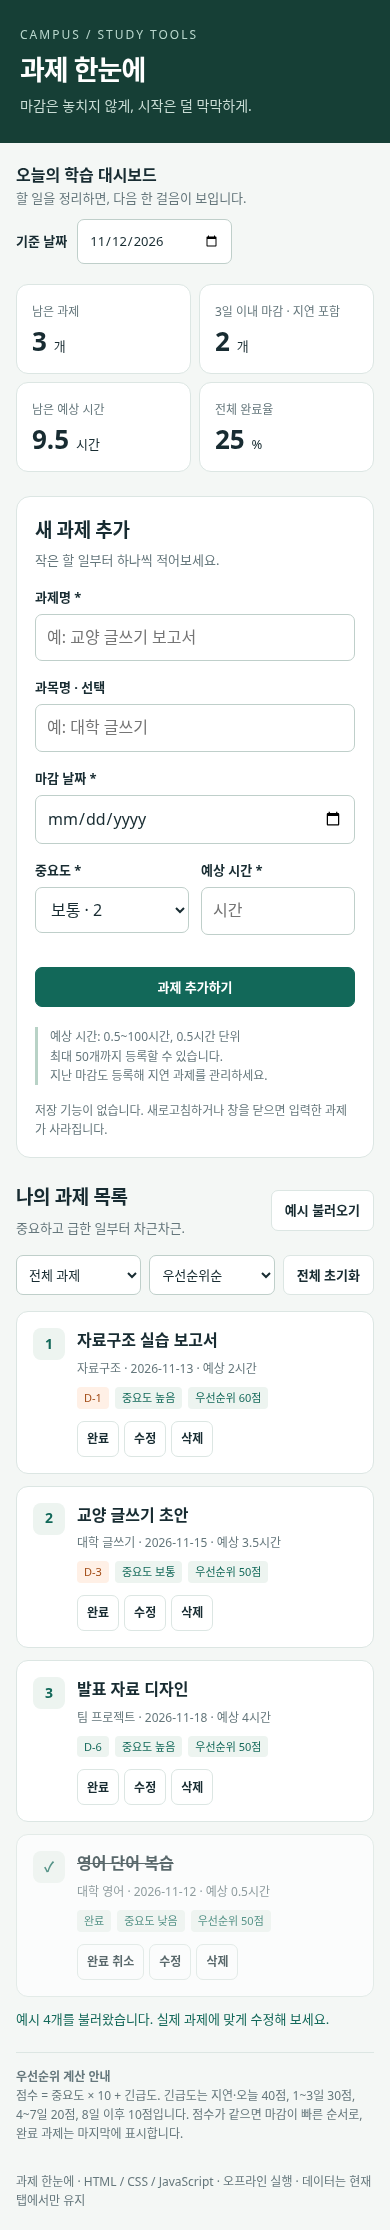 CAMPUS / STUDY TOOLS
과제 한눈에
마감은 놓치지 않게, 시작은 덜 막막하게.
오늘의 학습 대시보드
할 일을 정리하면, 다음 한 걸음이 보입니다.
기준 날짜 11/12/2026
남은 과제
3 개
3일 이내 마감 · 지연 포함
2 개
남은 예상 시간
9.5 시간
전체 완료율
25 %
새 과제 추가
작은 할 일부터 하나씩 적어보세요.
과제명 *
예: 교양 글쓰기 보고서
과목명 · 선택
예: 대학 글쓰기
마감 날짜 *
mm/dd/yyyy
중요도 * 예상 시간 *
보통 · 2 시간
과제 추가하기
예상 시간: 0.5~100시간, 0.5시간 단위
최대 50개까지 등록할 수 있습니다.
지난 마감도 등록해 지연 과제를 관리하세요.
저장 기능이 없습니다. 새로고침하거나 창을 닫으면 입력한 과제
가 사라집니다.
나의 과제 목록
중요하고 급한 일부터 차근차근.
예시 불러오기
전체 과제 우선순위순 전체 초기화
1 자료구조 실습 보고서
자료구조 · 2026-11-13 · 예상 2시간
D-1 중요도 높음 우선순위 60점
완료 수정 삭제
2 교양 글쓰기 초안
대학 글쓰기 · 2026-11-15 · 예상 3.5시간
D-3 중요도 보통 우선순위 50점
완료 수정 삭제
3 발표 자료 디자인
팀 프로젝트 · 2026-11-18 · 예상 4시간
D-6 중요도 높음 우선순위 50점
완료 수정 삭제
✓ 영어 단어 복습
대학 영어 · 2026-11-12 · 예상 0.5시간
완료 중요도 낮음 우선순위 50점
완료 취소 수정 삭제
예시 4개를 불러왔습니다. 실제 과제에 맞게 수정해 보세요.
우선순위 계산 안내
점수 = 중요도 × 10 + 긴급도. 긴급도는 지연·오늘 40점, 1~3일 30점,
4~7일 20점, 8일 이후 10점입니다. 점수가 같으면 마감이 빠른 순서로,
완료 과제는 마지막에 표시합니다.
과제 한눈에 · HTML / CSS / JavaScript · 오프라인 실행 · 데이터는 현재
탭에서만 유지